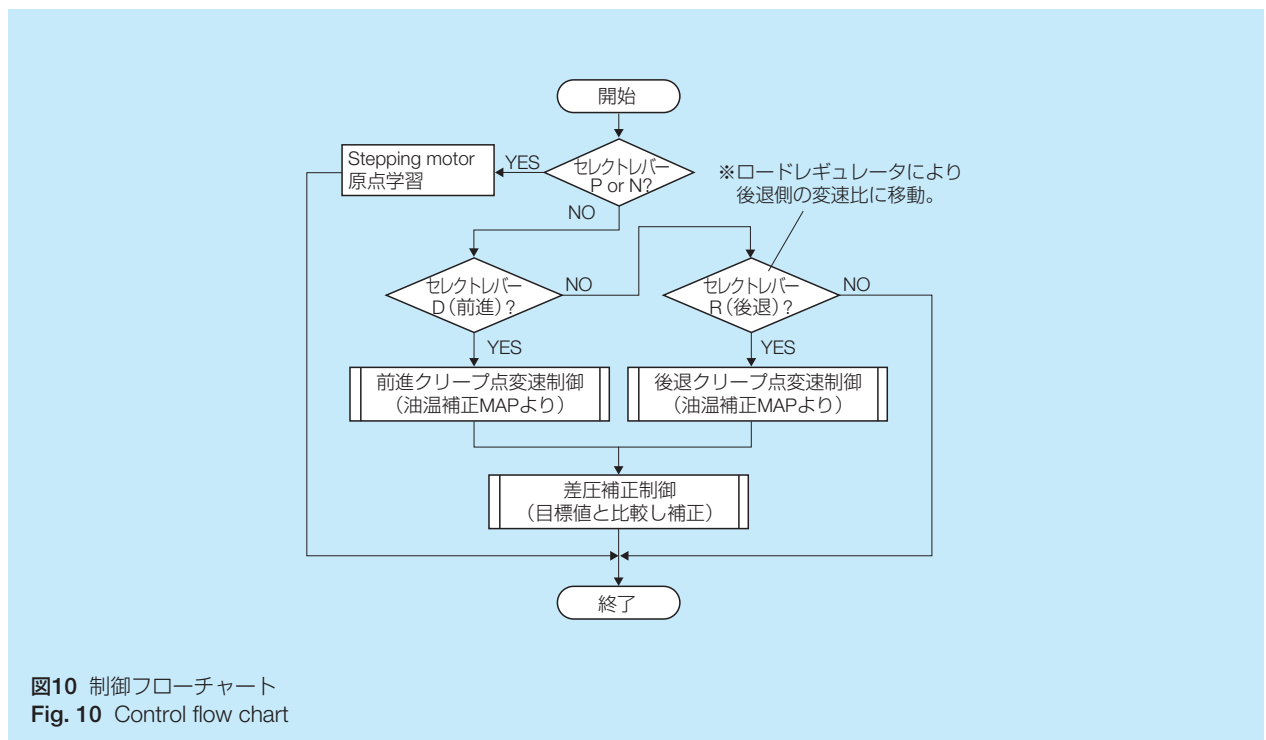 開始
Stepping motor
原点学習
YES
セレクトレバー
P or N?
※ロードレギュレータにより
後退側の変速比に移動。
NO
セレクトレバー
D（前進）?
NO
セレクトレバー
R（後退）?
NO
YES
YES
前進クリープ点変速制御
（油温補正MAPより）
後退クリープ点変速制御
（油温補正MAPより）
差圧補正制御
（目標値と比較し補正）
終了
図10 制御フローチャート
Fig. 10 Control flow chart